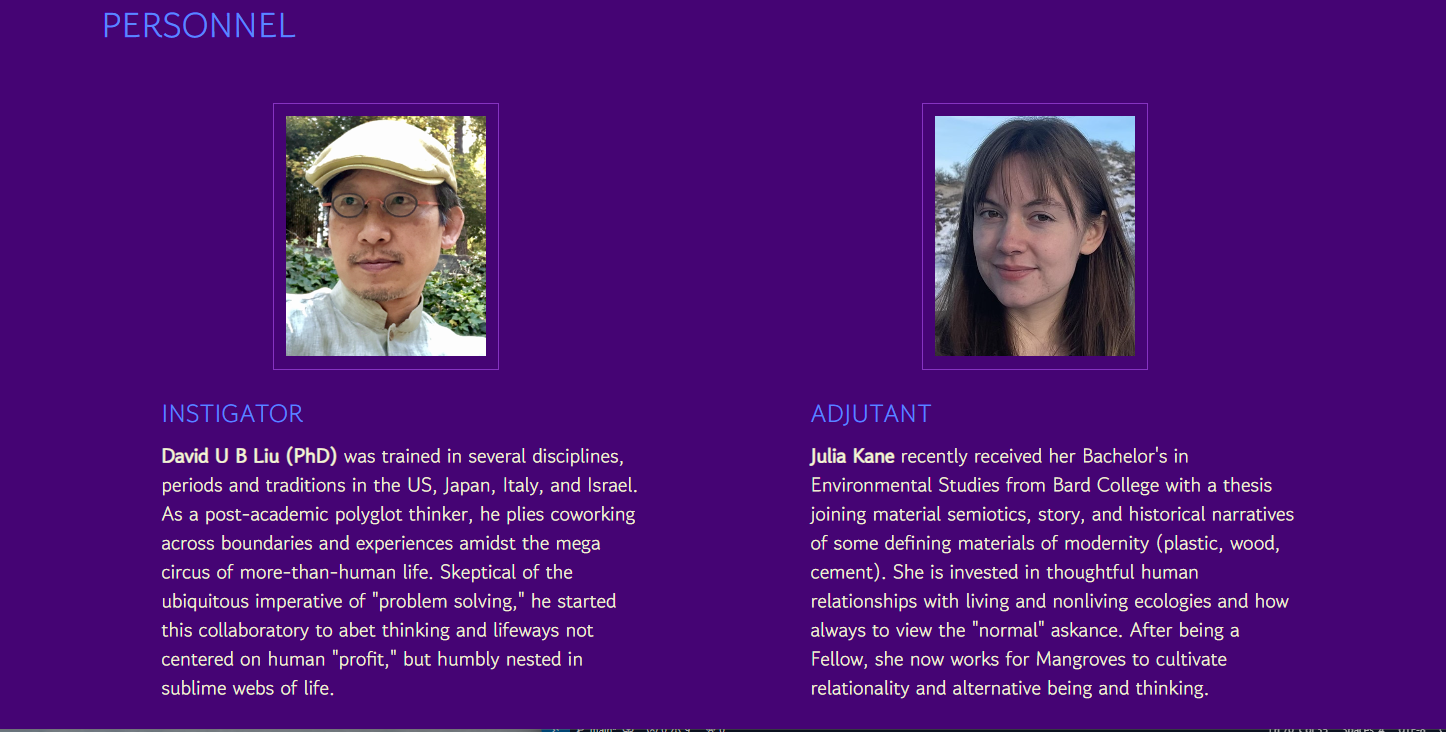 PERSONNEL
INSTIGATOR
David U B Liu (PhD) was trained in several disciplines,
periods and traditions in the US, Japan, Italy, and Israel.
As a post-academic polyglot thinker, he plies coworking
across boundaries and experiences amidst the mega
circus of more-than-human life. Skeptical of the
ubiquitous imperative of "problem solving," he started
this collaboratory to abet thinking and lifeways not
centered on human "profit," but humbly nested in
sublime webs of life.
ADJUTANT
Julia Kane recently received her Bachelor's in
Environmental Studies from Bard College with a thesis
joining material semiotics, story, and historical narratives
of some defining materials of modernity (plastic, wood,
cement). She is invested in thoughtful human
relationships with living and nonliving ecologies and how
always to view the "normal" askance. After being a
Fellow, she now works for Mangroves to cultivate
relationality and alternative being and thinking.